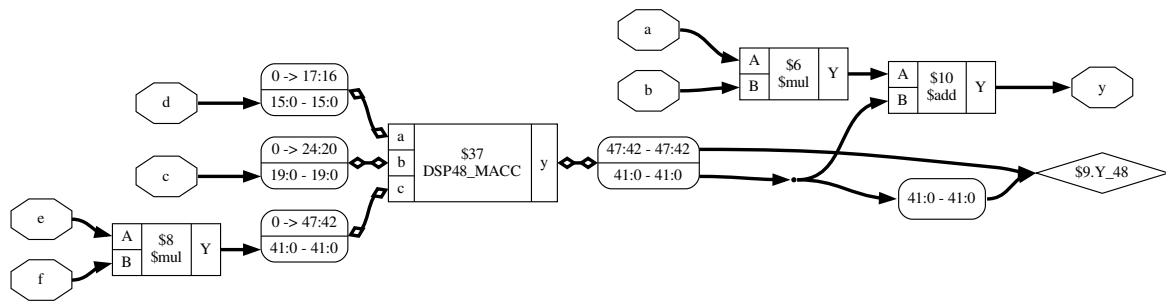 a
b
A
B
$6
$mul
Y
A
B
$10
$add
Y
y
d
0 -> 17:16
15:0 - 15:0
c
0 -> 24:20
19:0 - 19:0
a
b
c
$37
DSP48_MACC
y
47:42 - 47:42
41:0 - 41:0
41:0 - 41:0
$9.Y_48
e
f
A
B
$8
$mul
Y
0 -> 47:42
41:0 - 41:0